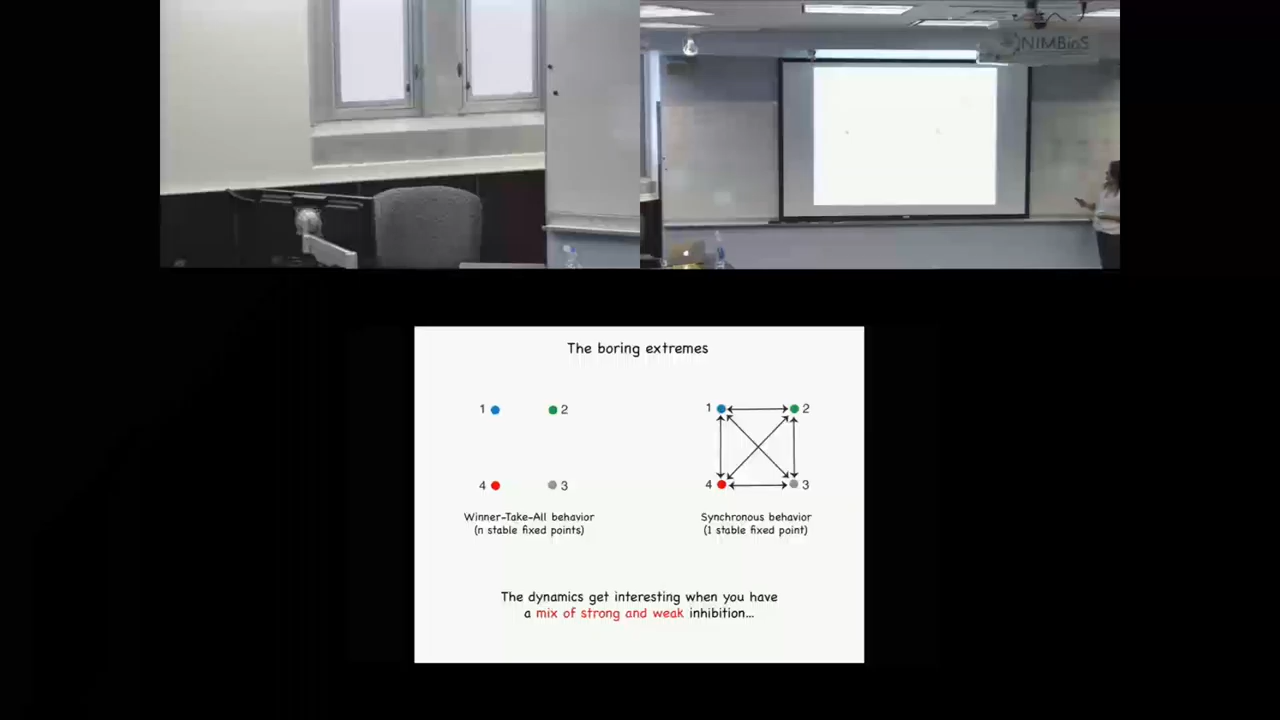 NIMBioS
The boring extremes
1 2
4 3
Winner-Take-All behavior
(n stable fixed points)
1 2
4 3
Synchronous behavior
(1 stable fixed point)
The dynamics get interesting when you have
a mix of strong and weak inhibition...